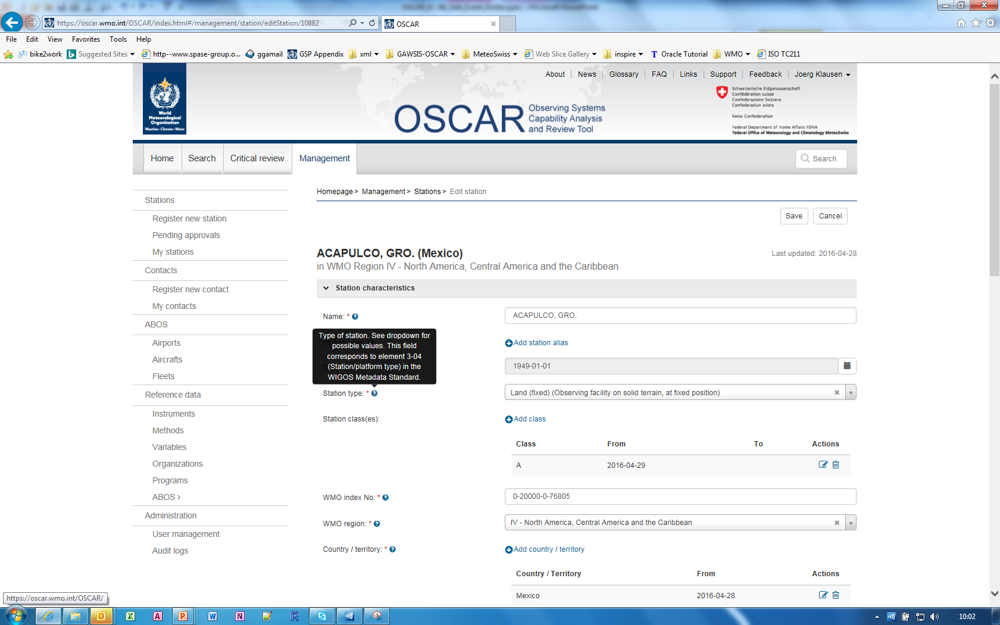 https://oscar.wmo.int/OSCAR/index.html#/management/station/editStation/10882
OSCAR
File Edit View Favorites Tools Help
bike2work Suggested Sites http--www.spase-group.o... ggamail GSP Appendix xml GAWSIS-OSCAR MeteoSwiss Web Slice Gallery inspire Oracle Tutorial WMO ISO TC211
About News Glossary FAQ Links Support Feedback Joerg Klausen
World
Meteorological
Organization
Weather • Climate • Water
OSCAR
Observing Systems
Capability Analysis
and Review Tool
Schweizerische Eidgenossenschaft
Confédération suisse
Confederazione Svizzera
Confederaziun svizra
Swiss Confederation
Federal Department of Home Affairs FDHA
Federal Office of Meteorology and Climatology MeteoSwiss
Home Search Critical review Management
Search
Stations
Register new station
Pending approvals
My stations
Contacts
Register new contact
My contacts
ABOS
Airports
Aircrafts
Fleets
Reference data
Instruments
Methods
Variables
Organizations
Programs
ABOS >
Administration
User management
Audit logs
Homepage > Management > Stations > Edit station
Save Cancel
ACAPULCO, GRO. (Mexico)
Last updated: 2016-04-28
in WMO Region IV - North America, Central America and the Caribbean
Station characteristics
Name: * ACAPULCO, GRO.
Type of station. See dropdown for
possible values. This field
corresponds to element 3-04
(Station/platform type) in the
WIGOS Metadata Standard.
Add station alias
1949-01-01
Station type: * Land (fixed) (Observing facility on solid terrain, at fixed position)
Station class(es): Add class
Class From To Actions
A 2016-04-29
WMO index No: * 0-20000-0-76805
WMO region: * IV - North America, Central America and the Caribbean
Country / territory: * Add country / territory
Country / Territory From Actions
Mexico 2016-04-28
https://oscar.wmo.int/OSCAR/
10:02